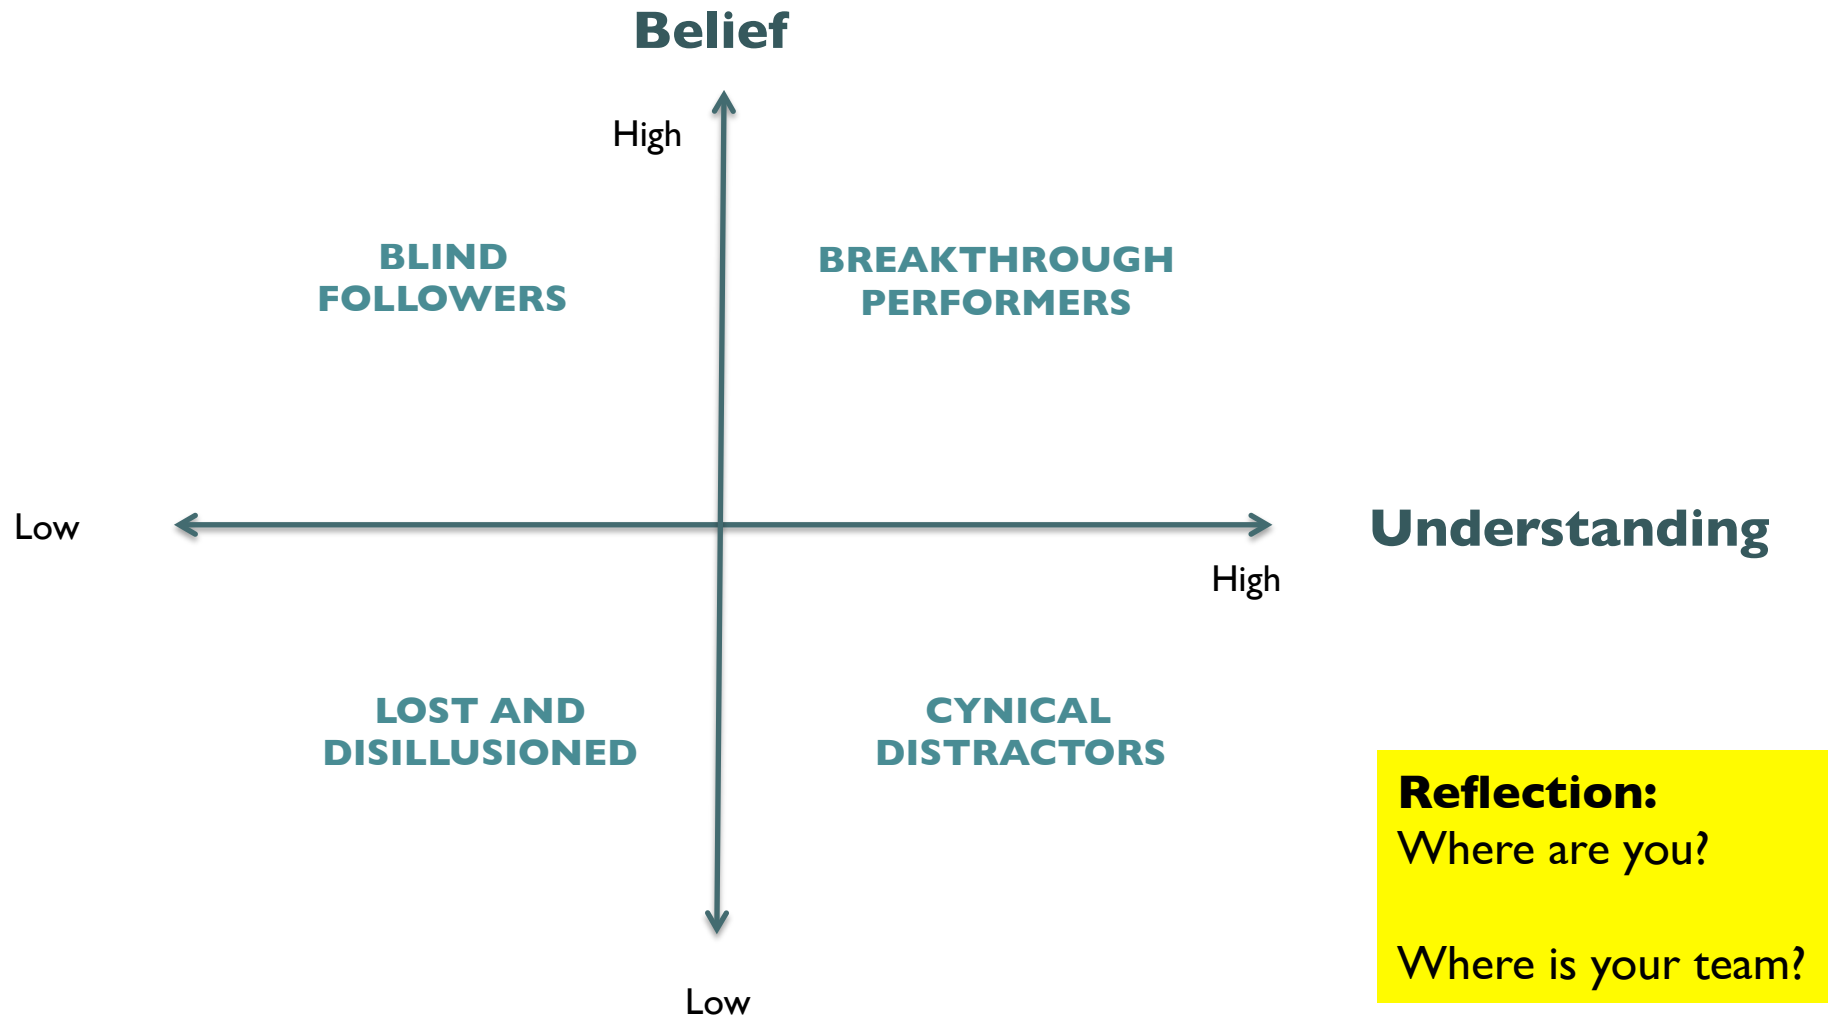 Belief
High
BLIND
FOLLOWERS
BREAKTHROUGH
PERFORMERS
Low
Understanding
High
LOST AND
DISILLUSIONED
CYNICAL
DISTRACTORS
Reflection:
Where are you?
Where is your team?
Low